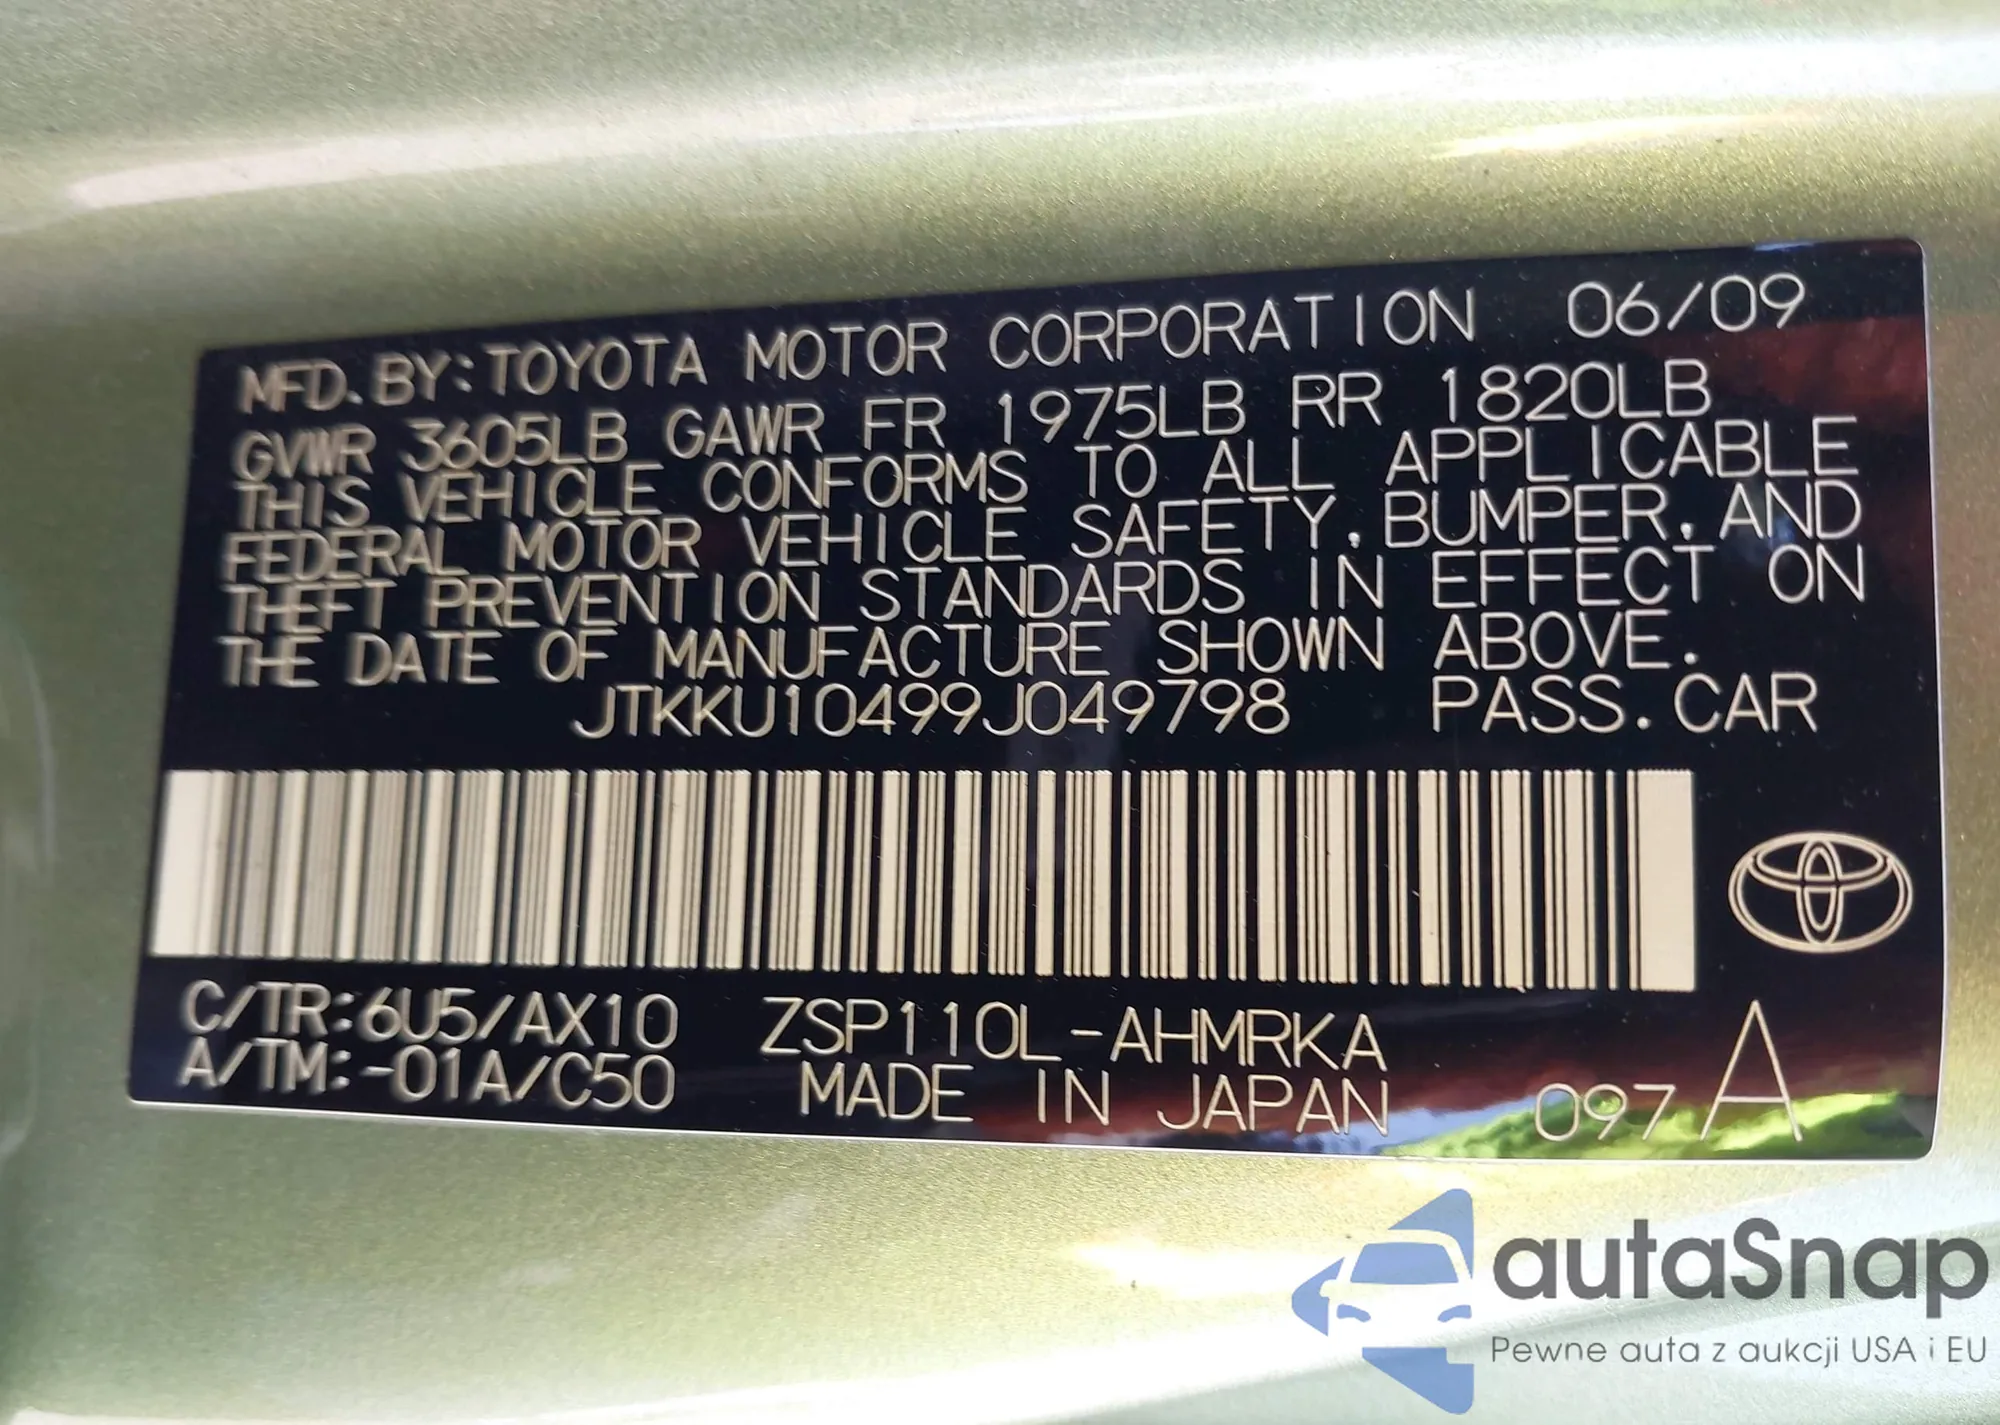 MFD. BY: TOYOTA MOTOR CORPORATION 06/09
GVWR 3605LB GAWR FR 1975LB RR 1820LB
THIS VEHICLE CONFORMS TO ALL APPLICABLE
FEDERAL MOTOR VEHICLE SAFETY, BUMPER, AND
THEFT PREVENTION STANDARDS IN EFFECT ON
THE DATE OF MANUFACTURE SHOWN ABOVE.
JTKKU10499J049798 PASS. CAR
C/TR: 6U5/AX10 ZSP110L-AHMRKA
A/TM: -01A/C50 MADE IN JAPAN 097 A
autaSnap
Pewne auta z aukcji USA i EU